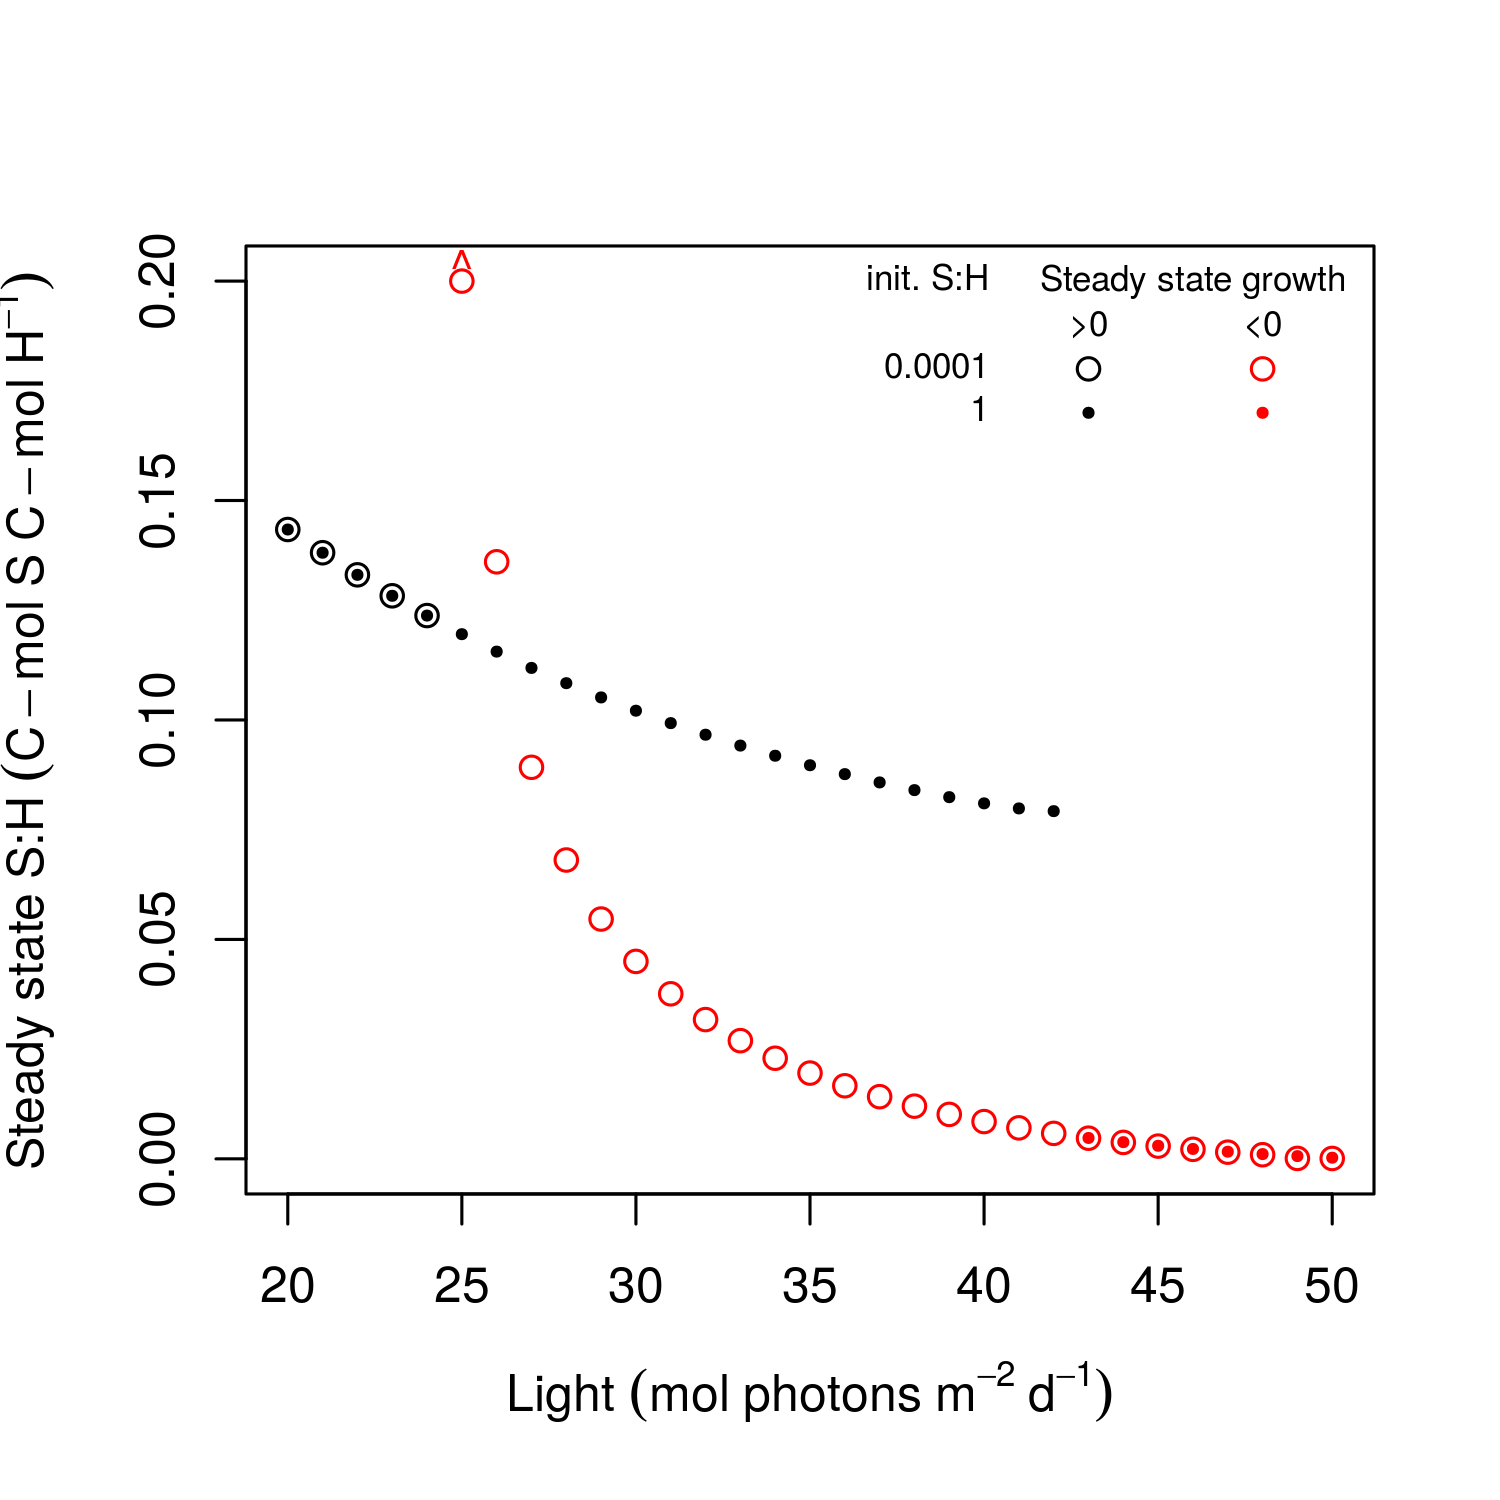 Steady state S:H (C−mol S C−mol H⁻¹)
0.20
0.15
0.10
0.05
0.00
^
init. S:H Steady state growth
>0 <0
0.0001
1
20 25 30 35 40 45 50
Light (mol photons m⁻² d⁻¹)